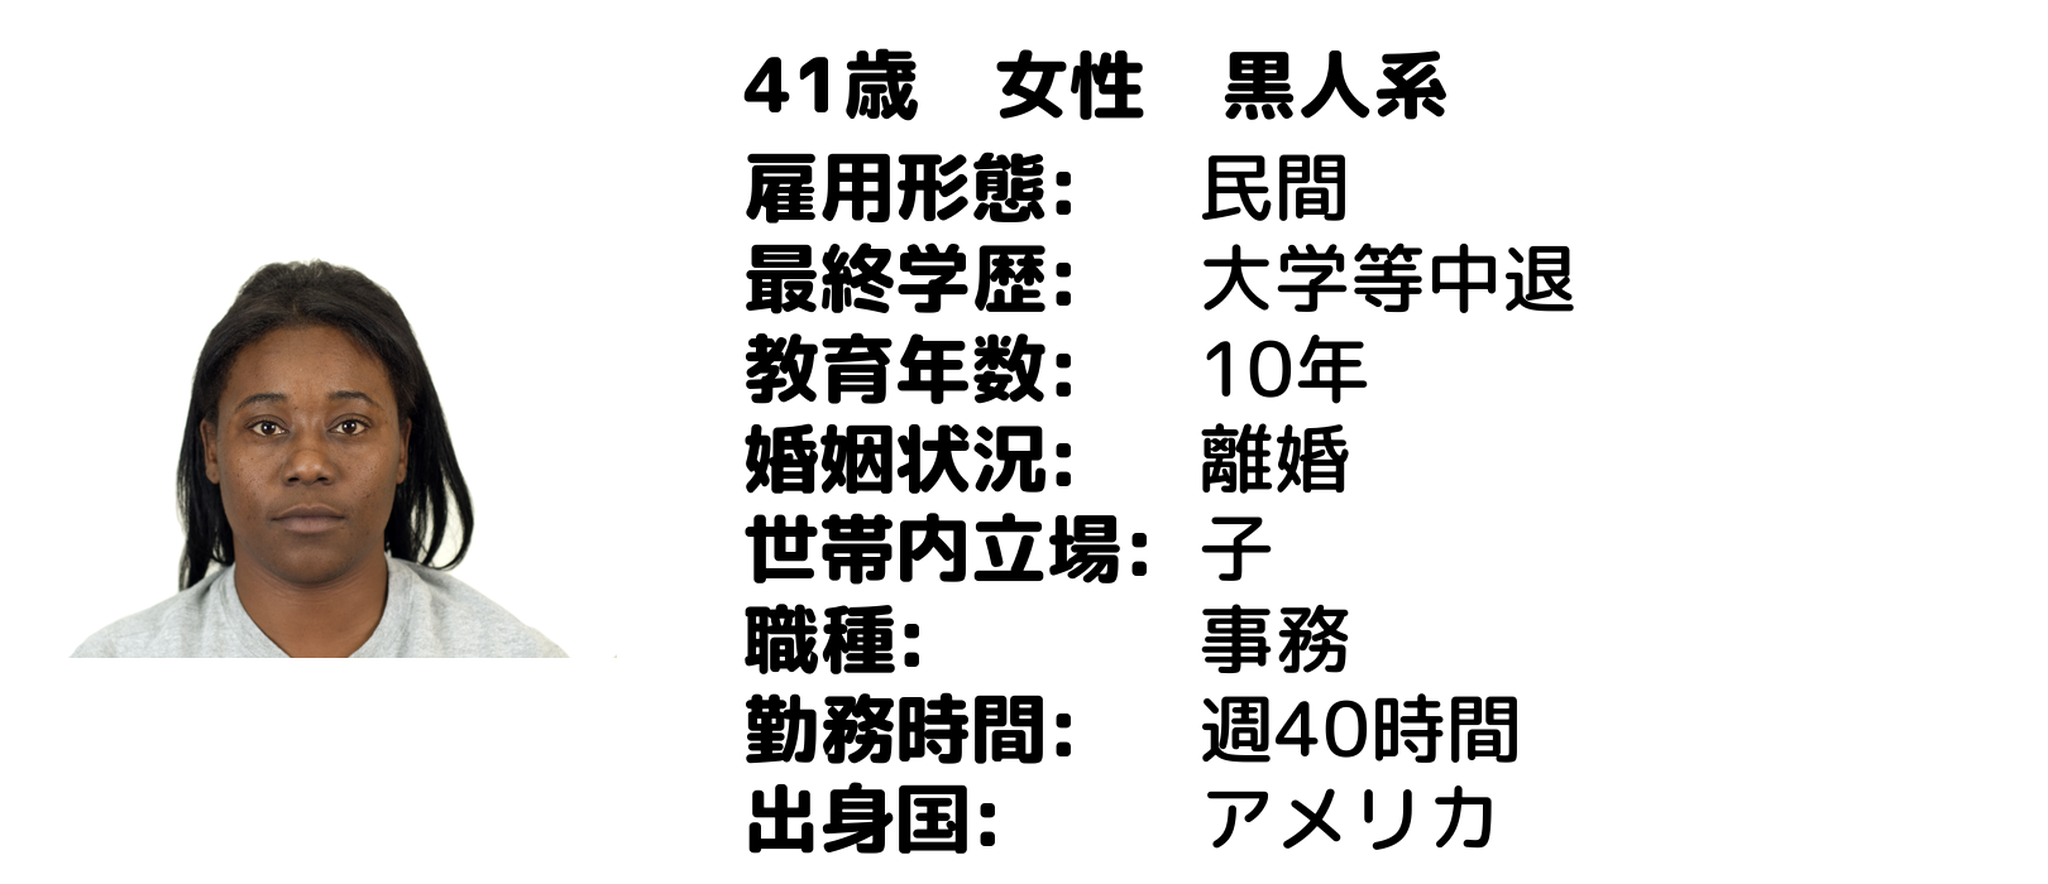 41歳　女性　黒人系
雇用形態: 民間
最終学歴: 大学等中退
教育年数: 10年
婚姻状況: 離婚
世帯内立場: 子
職種: 事務
勤務時間: 週40時間
出身国: アメリカ